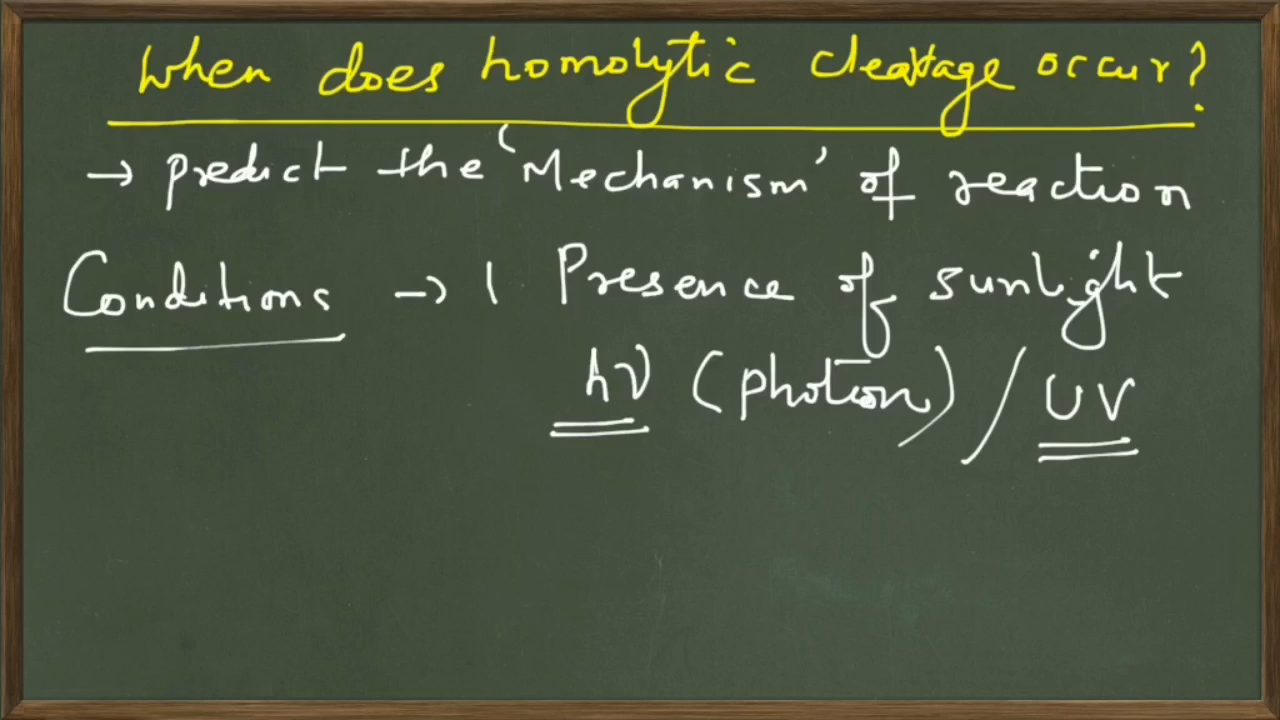 When does homolytic cleavage occur?
→ predict the 'Mechanism' of reaction
Conditions → 1. Presence of sunlight
hν (photon) / UV